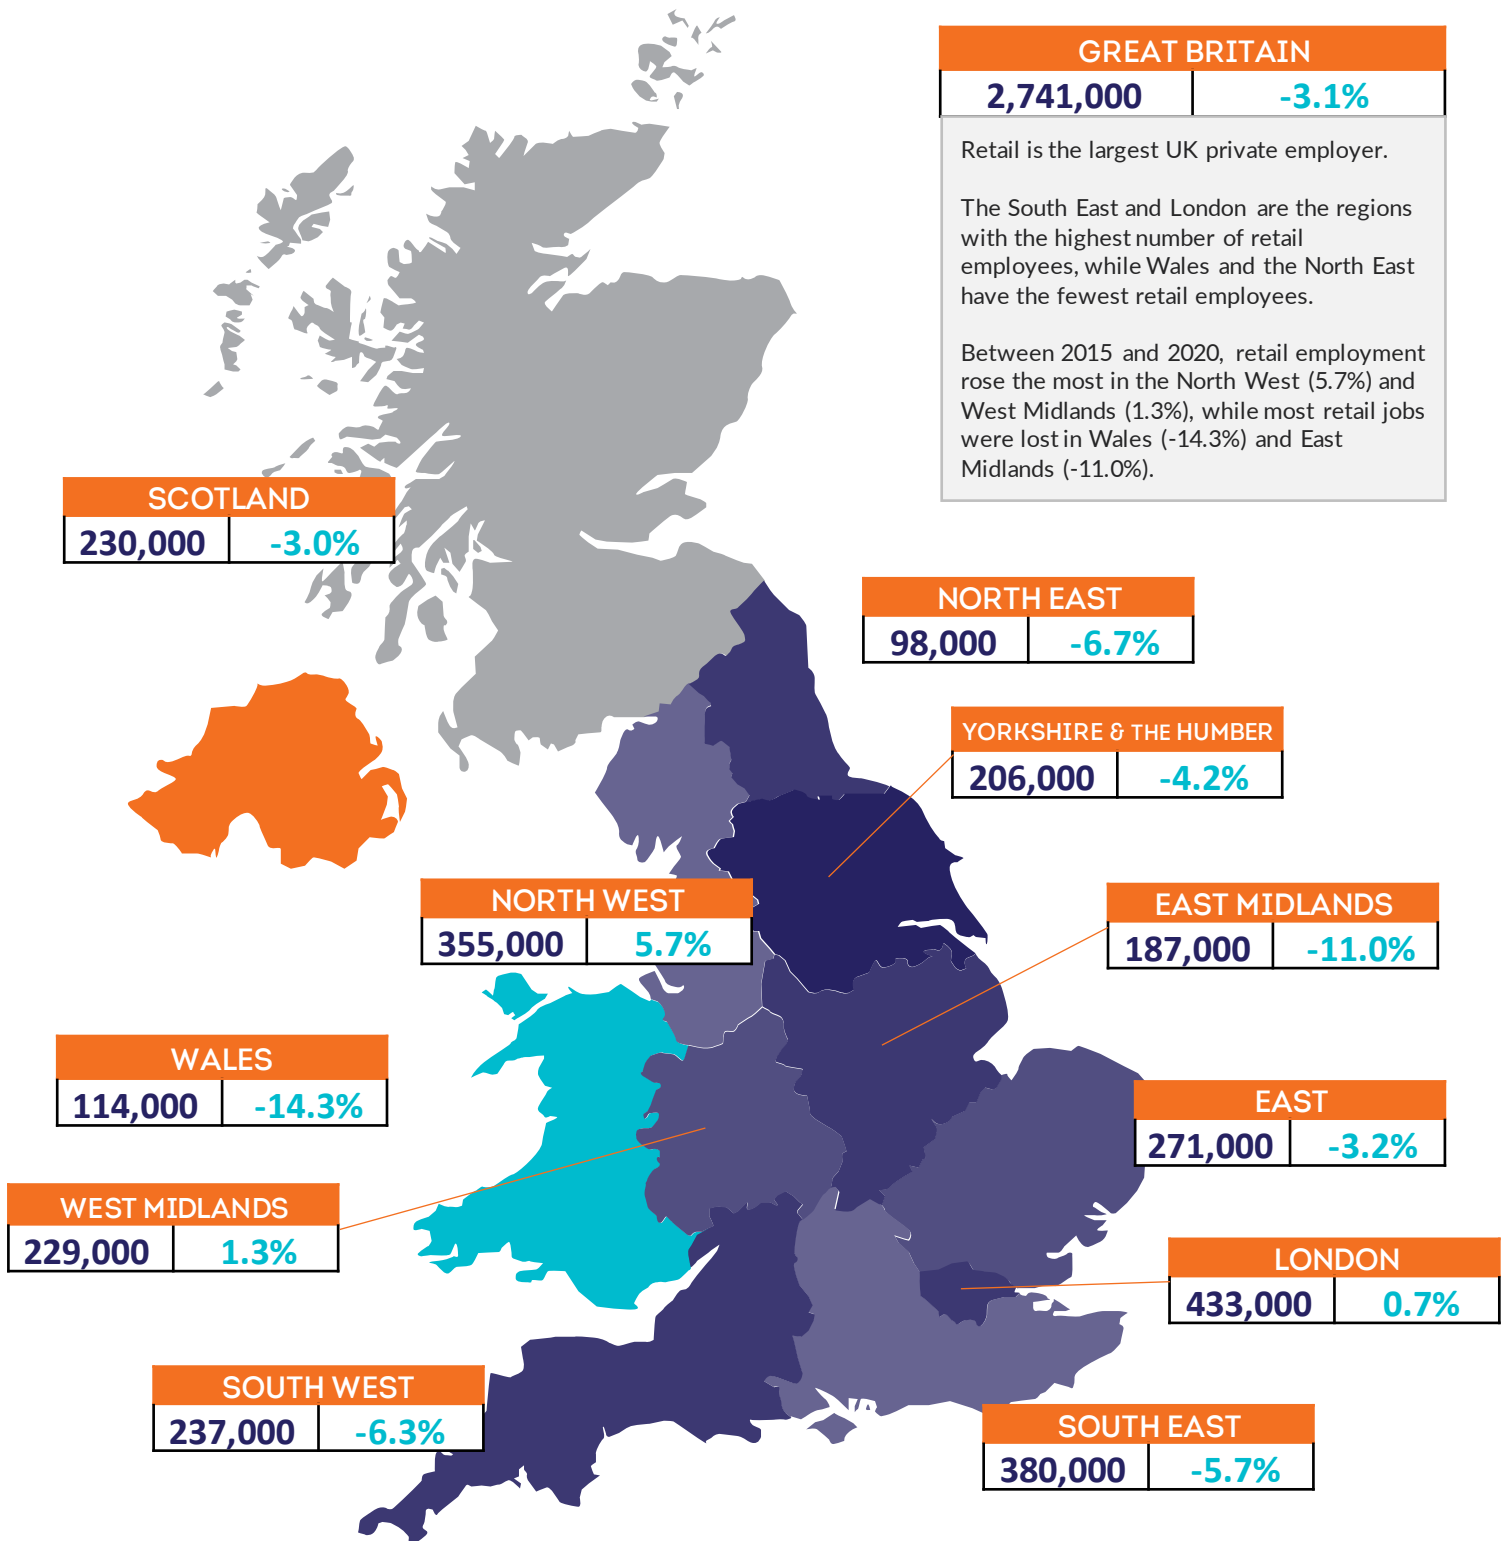 GREAT BRITAIN
2,741,000 -3.1%
Retail is the largest UK private employer.
The South East and London are the regions
with the highest number of retail
employees, while Wales and the North East
have the fewest retail employees.
Between 2015 and 2020, retail employment
rose the most in the North West (5.7%) and
West Midlands (1.3%), while most retail jobs
were lost in Wales (-14.3%) and East
Midlands (-11.0%).
SCOTLAND
230,000 -3.0%
NORTH EAST
98,000 -6.7%
YORKSHIRE & THE HUMBER
206,000 -4.2%
NORTH WEST
355,000 5.7%
EAST MIDLANDS
187,000 -11.0%
WALES
114,000 -14.3%
EAST
271,000 -3.2%
WEST MIDLANDS
229,000 1.3%
LONDON
433,000 0.7%
SOUTH WEST
237,000 -6.3%
SOUTH EAST
380,000 -5.7%